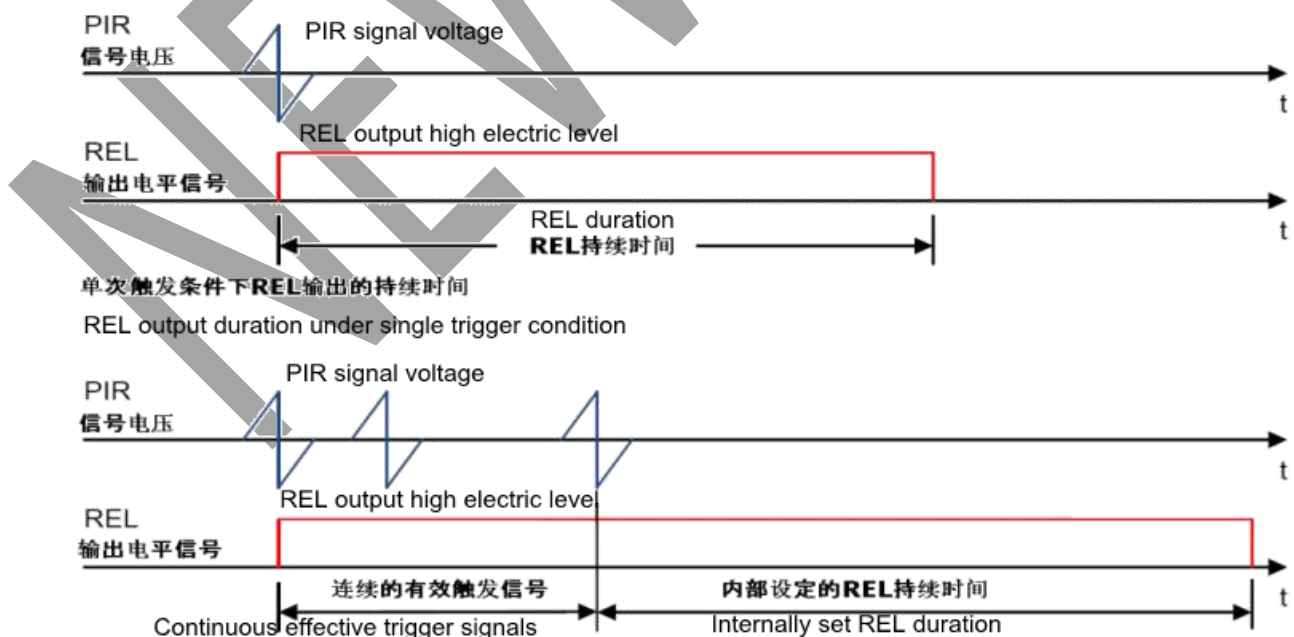 PIR
PIR signal voltage
信号电压
t
REL output high electric level
REL
输出电平信号
t
REL duration
REL持续时间
单次触发条件下REL输出的持续时间
REL output duration under single trigger condition
PIR signal voltage
PIR
信号电压
t
REL output high electric level
REL
输出电平信号
连续的有效触发信号
内部设定的REL持续时间
t
Continuous effective trigger signals
Internally set REL duration